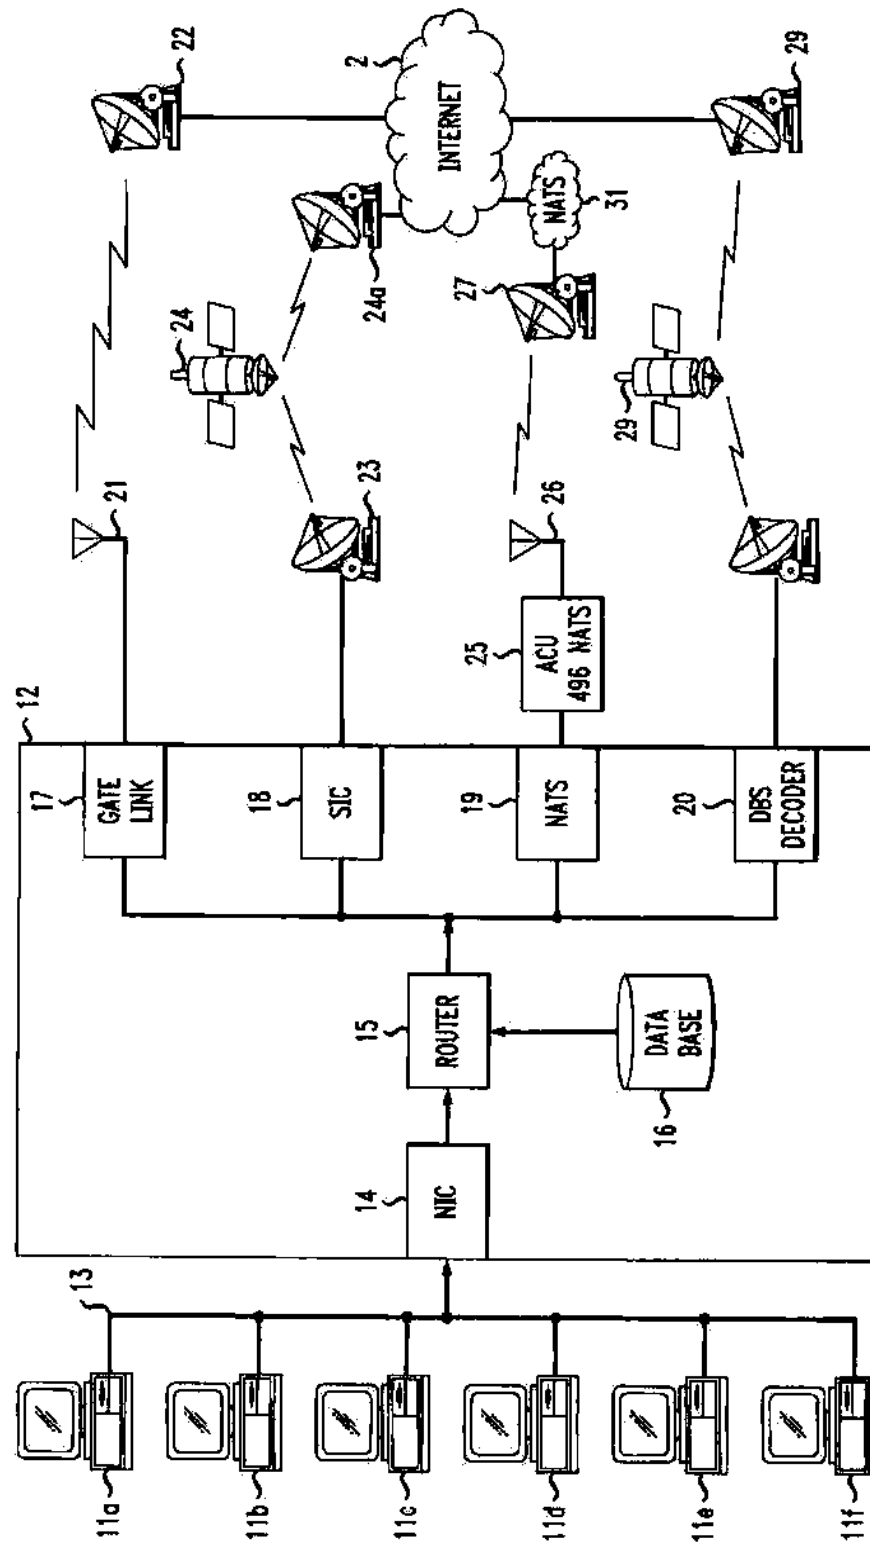 11a
11b
11c
11d
11e
11f
13
12
14
NIC
15
ROUTER
16
DATA
BASE
17
GATE
LINK
18
SIC
19
NATS
20
DBS
DECODER
21
22
23
24
24a
25
ACU
496 NATS
26
27
2
INTERNET
NATS
31
29
29